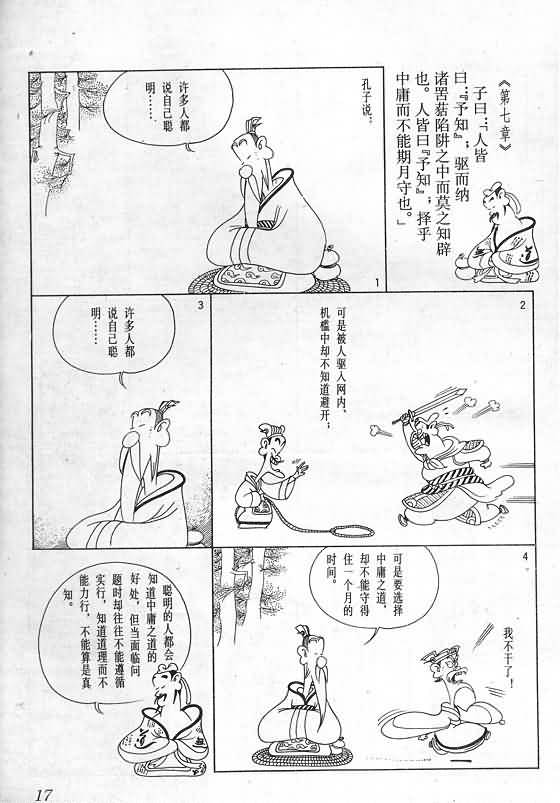 《第七章》
子曰：「人皆
曰：『予知』；驱而纳
诸罟擭陷阱之中而莫之知辟
也。人皆曰『予知』；择乎
中庸而不能期月守也。」
孔子说：
许多人都
说自己聪
明……
1
可是被人驱入网内、
机槛中却不知道避开；
2
许多人都
说自己聪
明……
3
可是要选择
中庸之道，
却不能守得
住一个月的
时间。
我不干了！
4
聪明的人都会
知道中庸之道的
好处，但当面临问
题时却往往不能遵循
实行，知道道理而不
能力行，不能算是真
知。
道
道
17